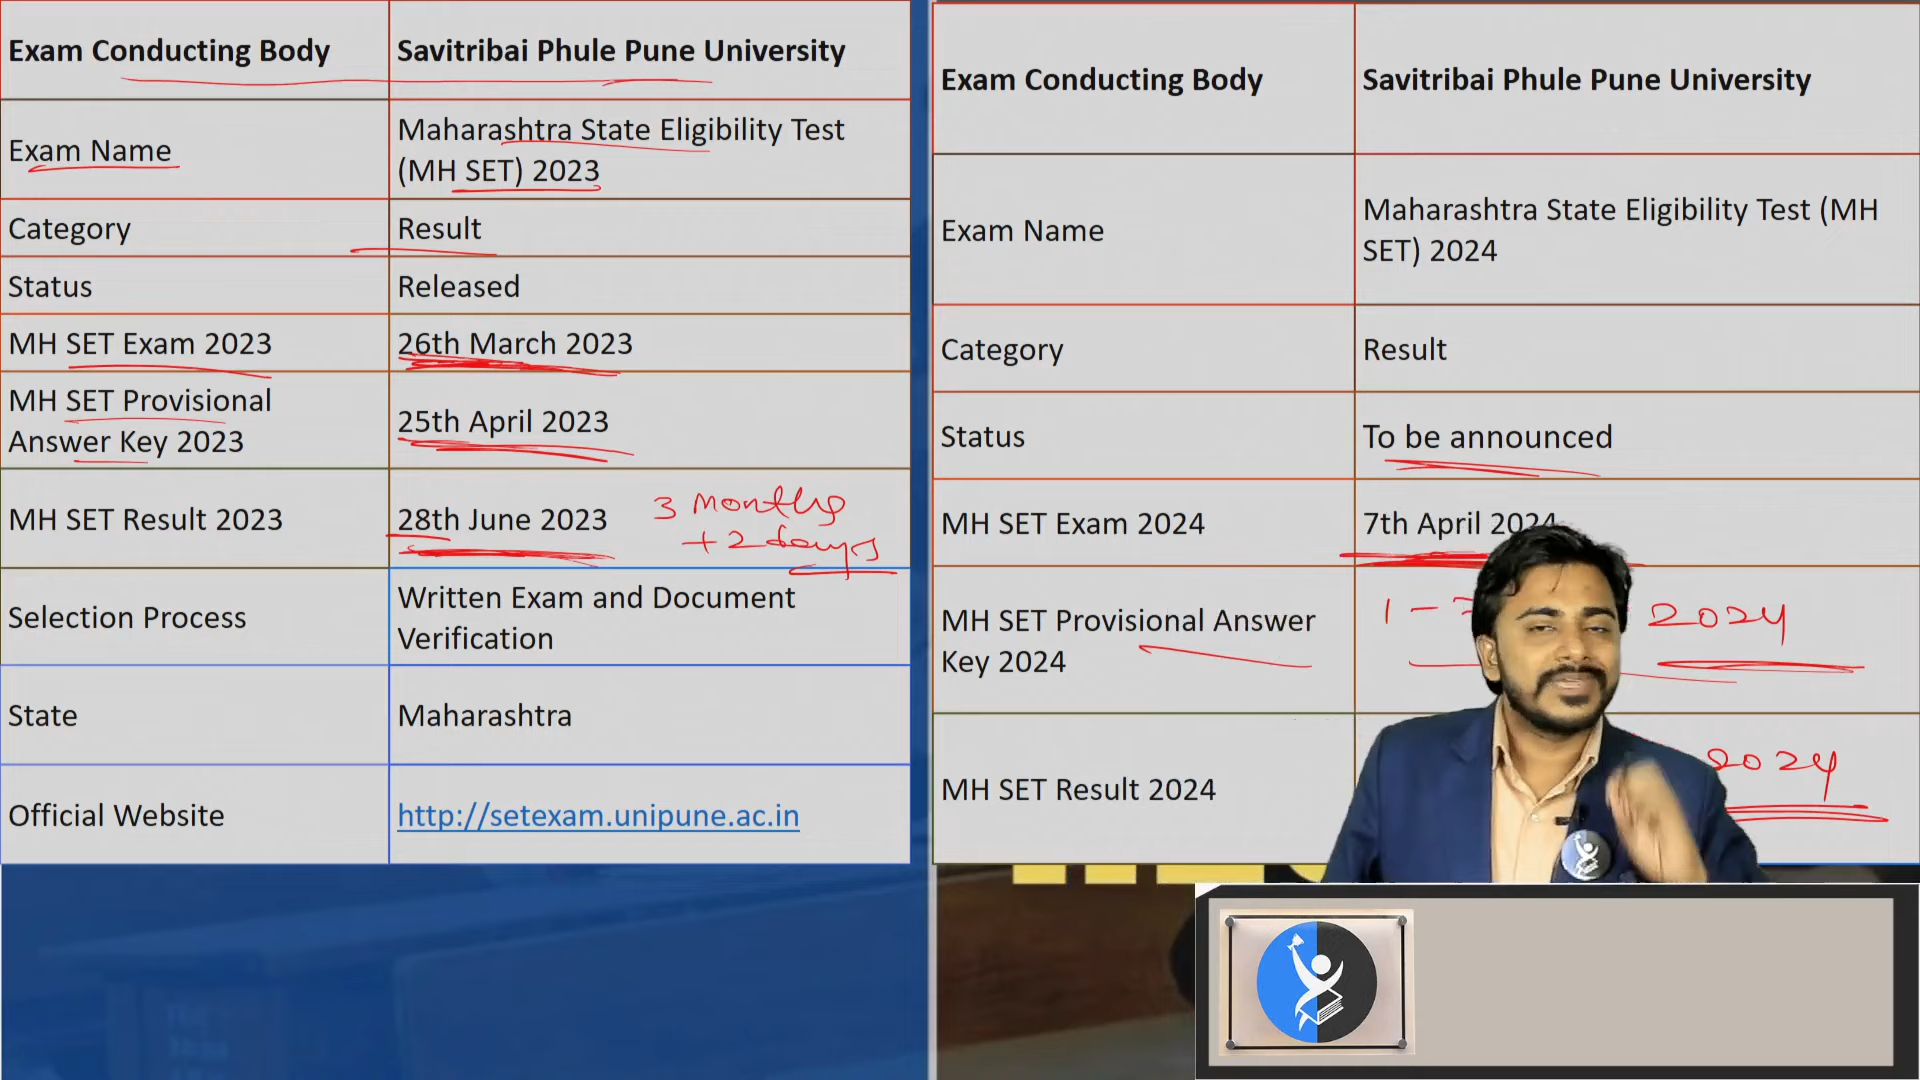 Exam Conducting Body
Savitribai Phule Pune University
Exam Name
Maharashtra State Eligibility Test
(MH SET) 2023
Category
Result
Status
Released
MH SET Exam 2023
26th March 2023
MH SET Provisional
Answer Key 2023
25th April 2023
MH SET Result 2023
28th June 2023
3 months
+2 days
Selection Process
Written Exam and Document
Verification
State
Maharashtra
Official Website
http://setexam.unipune.ac.in
Exam Conducting Body
Savitribai Phule Pune University
Exam Name
Maharashtra State Eligibility Test (MH
SET) 2024
Category
Result
Status
To be announced
MH SET Exam 2024
7th April 2024
MH SET Provisional Answer
Key 2024
1 - 2024
MH SET Result 2024
2024